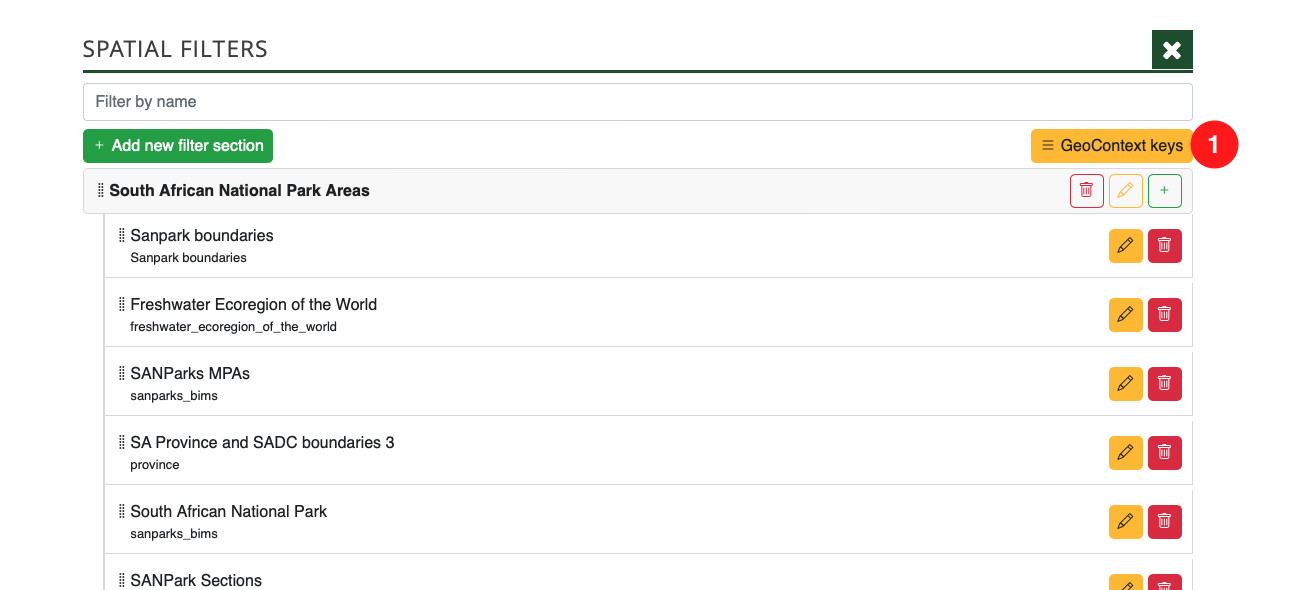 SPATIAL FILTERS
Filter by name
+ Add new filter section
GeoContext keys
1
South African National Park Areas
+
Sanpark boundaries
Sanpark boundaries
Freshwater Ecoregion of the World
freshwater_ecoregion_of_the_world
SANParks MPAs
sanparks_bims
SA Province and SADC boundaries 3
province
South African National Park
sanparks_bims
SANPark Sections